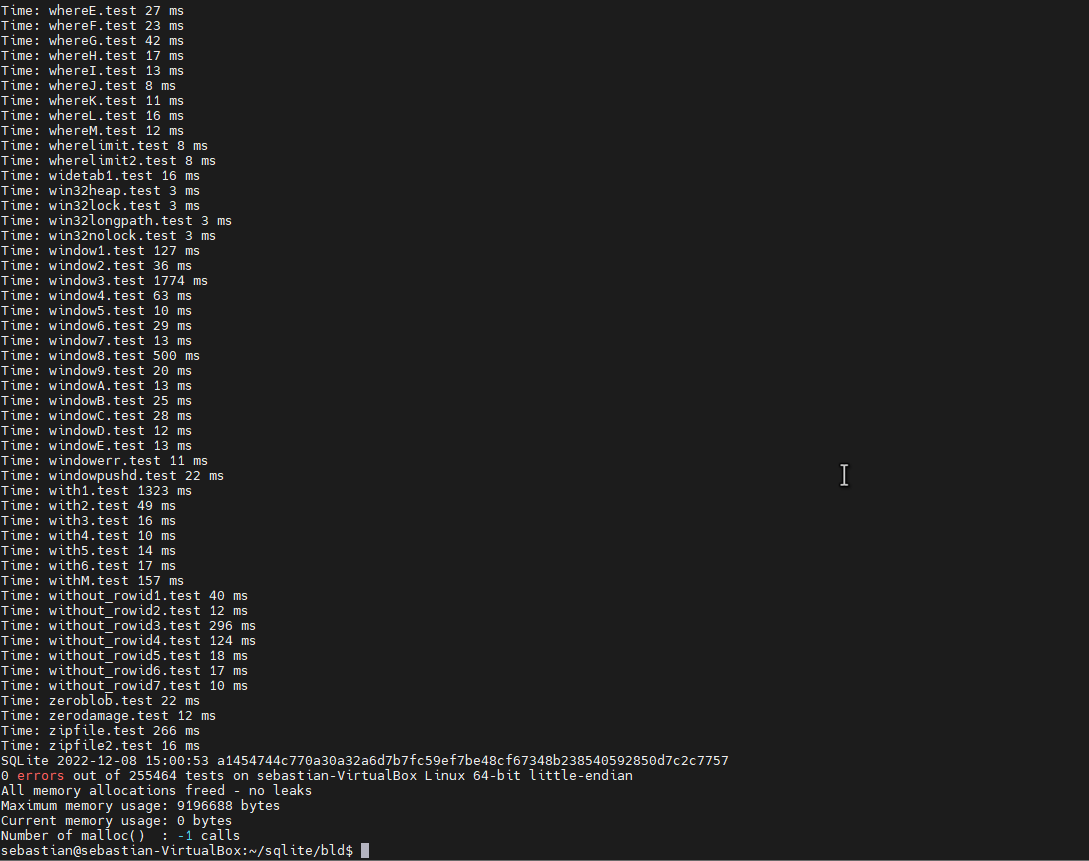 Time: whereE.test 27 ms
Time: whereF.test 23 ms
Time: whereG.test 42 ms
Time: whereH.test 17 ms
Time: whereI.test 13 ms
Time: whereJ.test 8 ms
Time: whereK.test 11 ms
Time: whereL.test 16 ms
Time: whereM.test 12 ms
Time: wherelimit.test 8 ms
Time: wherelimit2.test 8 ms
Time: widetab1.test 16 ms
Time: win32heap.test 3 ms
Time: win32lock.test 3 ms
Time: win32longpath.test 3 ms
Time: win32nolock.test 3 ms
Time: window1.test 127 ms
Time: window2.test 36 ms
Time: window3.test 1774 ms
Time: window4.test 63 ms
Time: window5.test 10 ms
Time: window6.test 29 ms
Time: window7.test 13 ms
Time: window8.test 500 ms
Time: window9.test 20 ms
Time: windowA.test 13 ms
Time: windowB.test 25 ms
Time: windowC.test 28 ms
Time: windowD.test 12 ms
Time: windowE.test 13 ms
Time: windowerr.test 11 ms
Time: windowpushd.test 22 ms
Time: with1.test 1323 ms
Time: with2.test 49 ms
Time: with3.test 16 ms
Time: with4.test 10 ms
Time: with5.test 14 ms
Time: with6.test 17 ms
Time: withM.test 157 ms
Time: without_rowid1.test 40 ms
Time: without_rowid2.test 12 ms
Time: without_rowid3.test 296 ms
Time: without_rowid4.test 124 ms
Time: without_rowid5.test 18 ms
Time: without_rowid6.test 17 ms
Time: without_rowid7.test 10 ms
Time: zeroblob.test 22 ms
Time: zerodamage.test 12 ms
Time: zipfile.test 266 ms
Time: zipfile2.test 16 ms
SQLite 2022-12-08 15:00:53 a1454744c770a30a32a6d7b7fc59ef7be48cf67348b238540592850d7c2c7757
0 errors out of 255464 tests on sebastian-VirtualBox Linux 64-bit little-endian
All memory allocations freed - no leaks
Maximum memory usage: 9196688 bytes
Current memory usage: 0 bytes
Number of malloc()  : -1 calls
sebastian@sebastian-VirtualBox:~/sqlite/bld$